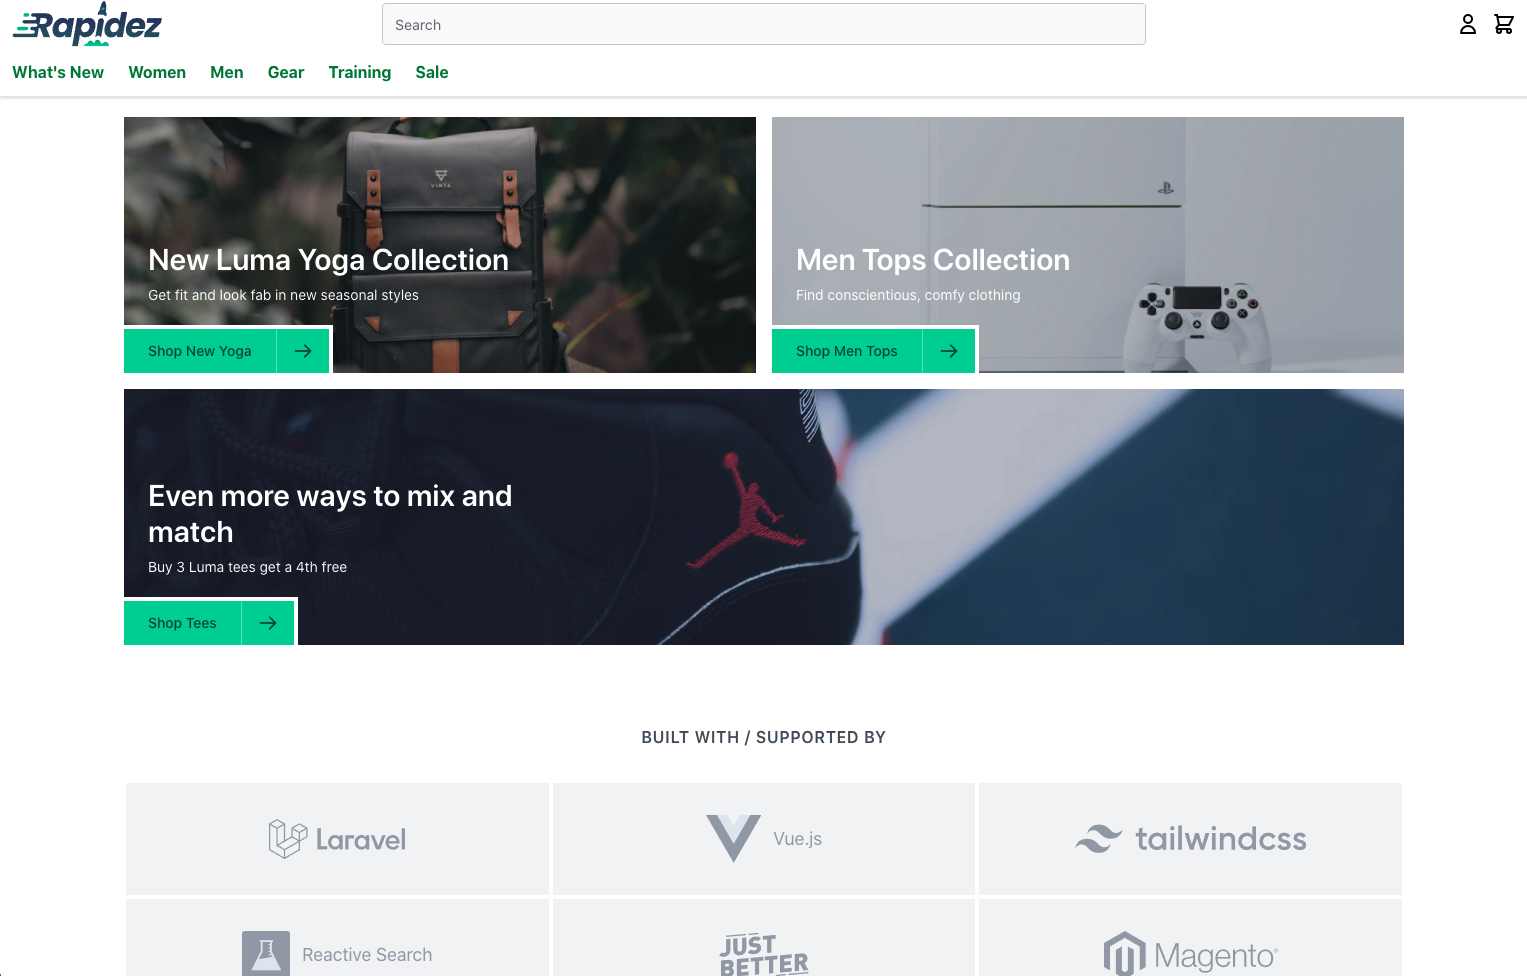 Rapidez
Search
What's New
Women
Men
Gear
Training
Sale
VINTA
New Luma Yoga Collection
Get fit and look fab in new seasonal styles
Shop New Yoga
Men Tops Collection
Find conscientious, comfy clothing
Shop Men Tops
Even more ways to mix and
match
Buy 3 Luma tees get a 4th free
Shop Tees
BUILT WITH / SUPPORTED BY
Laravel
Vue.js
tailwindcss
Reactive Search
JUST
BETTER
Magento®